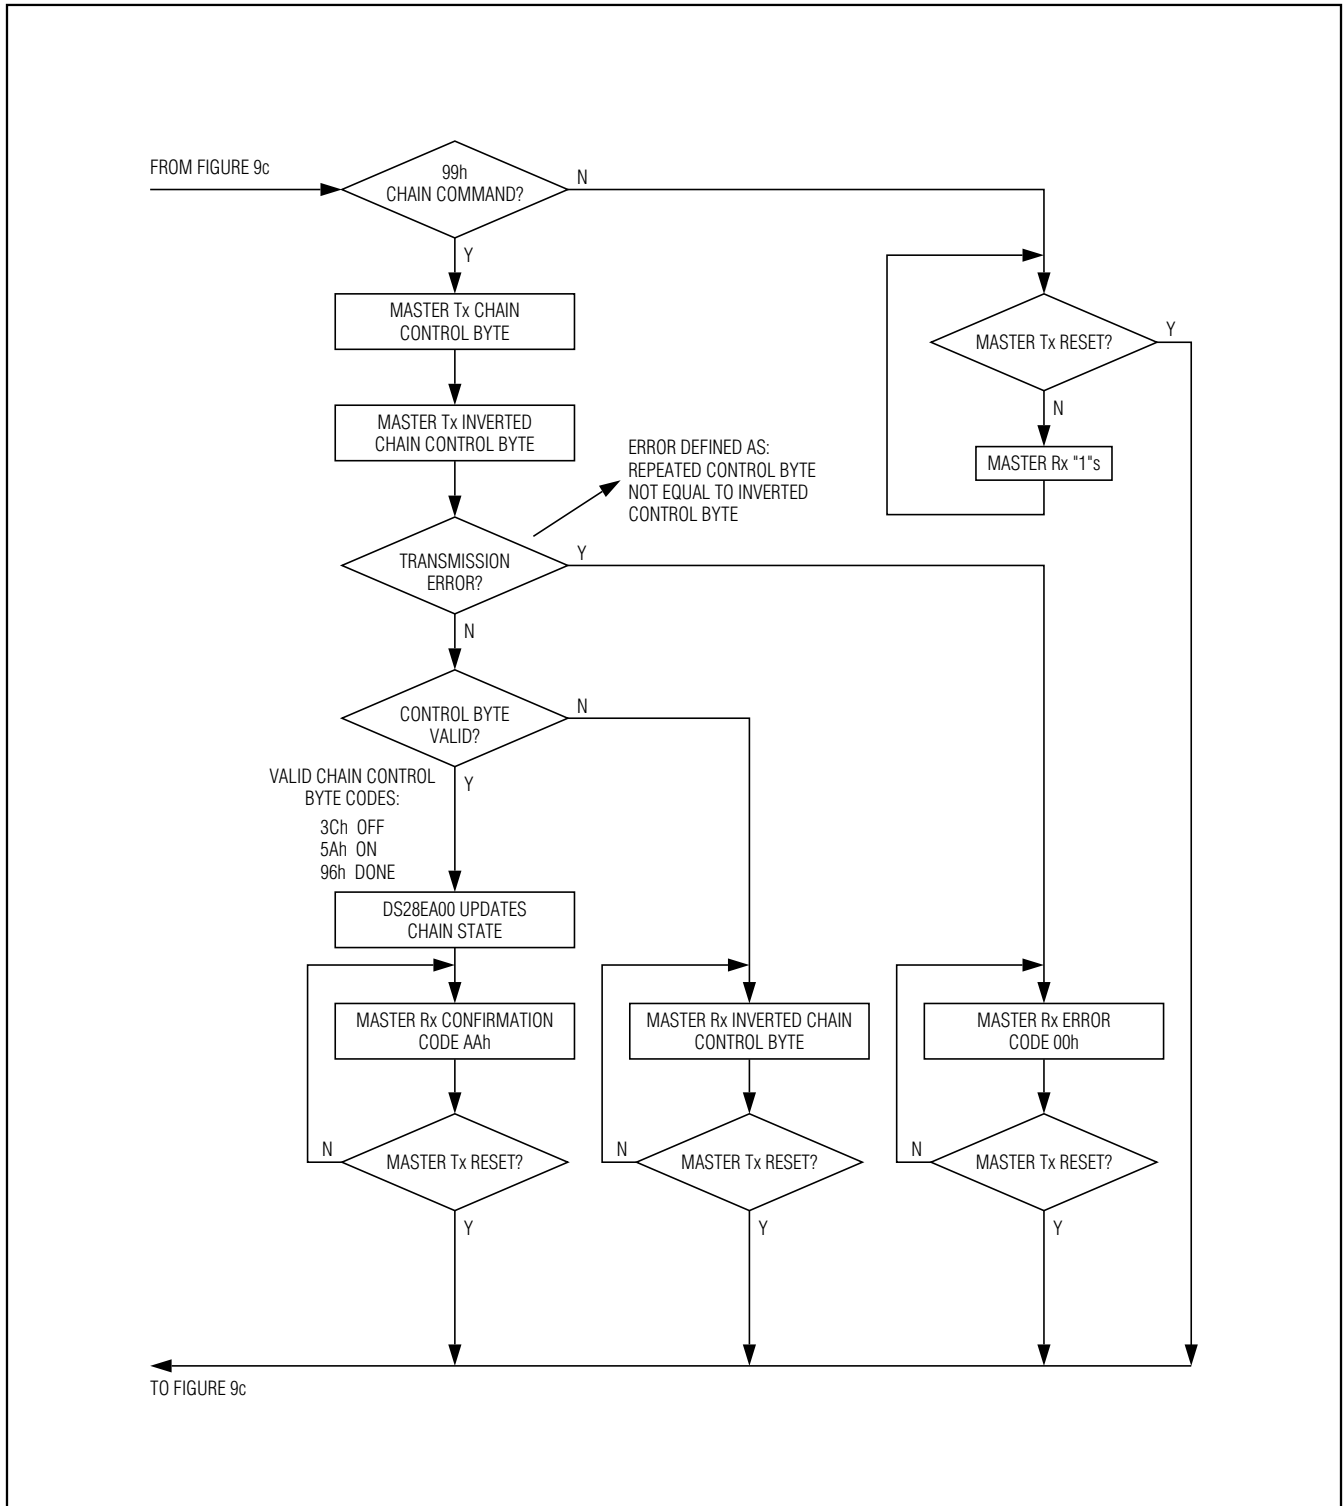 FROM FIGURE 9c
99h
CHAIN COMMAND?
N
Y
MASTER Tx CHAIN
CONTROL BYTE
MASTER Tx RESET?
Y
N
MASTER Rx "1"s
MASTER Tx INVERTED
CHAIN CONTROL BYTE
ERROR DEFINED AS:
REPEATED CONTROL BYTE
NOT EQUAL TO INVERTED
CONTROL BYTE
TRANSMISSION
ERROR?
Y
N
CONTROL BYTE
VALID?
N
Y
VALID CHAIN CONTROL
BYTE CODES:
3Ch OFF
5Ah ON
96h DONE
DS28EA00 UPDATES
CHAIN STATE
MASTER Rx CONFIRMATION
CODE AAh
MASTER Rx INVERTED CHAIN
CONTROL BYTE
MASTER Rx ERROR
CODE 00h
N
MASTER Tx RESET?
Y
N
MASTER Tx RESET?
Y
N
MASTER Tx RESET?
Y
TO FIGURE 9c